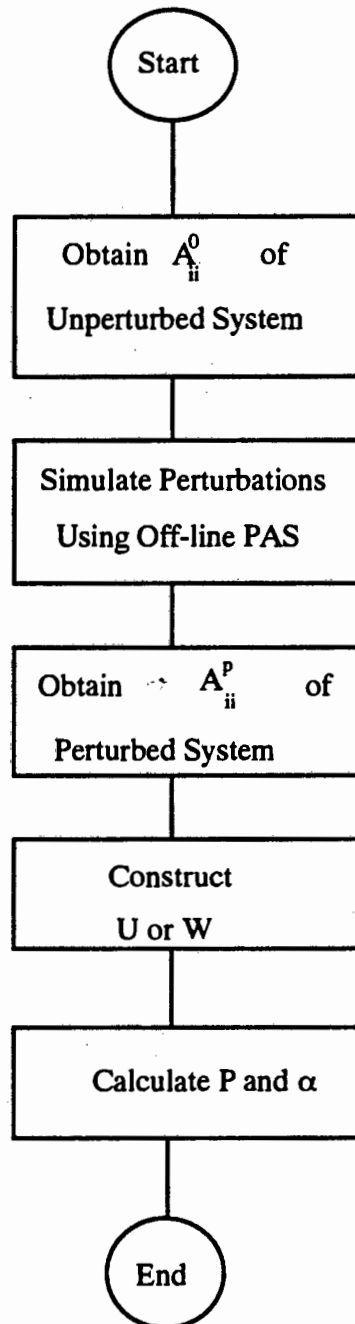 Start
Obtain A⁰ᵢᵢ of
Unperturbed System
Simulate Perturbations
Using Off-line PAS
Obtain Aᵖᵢᵢ of
Perturbed System
Construct
U or W
Calculate P and α
End